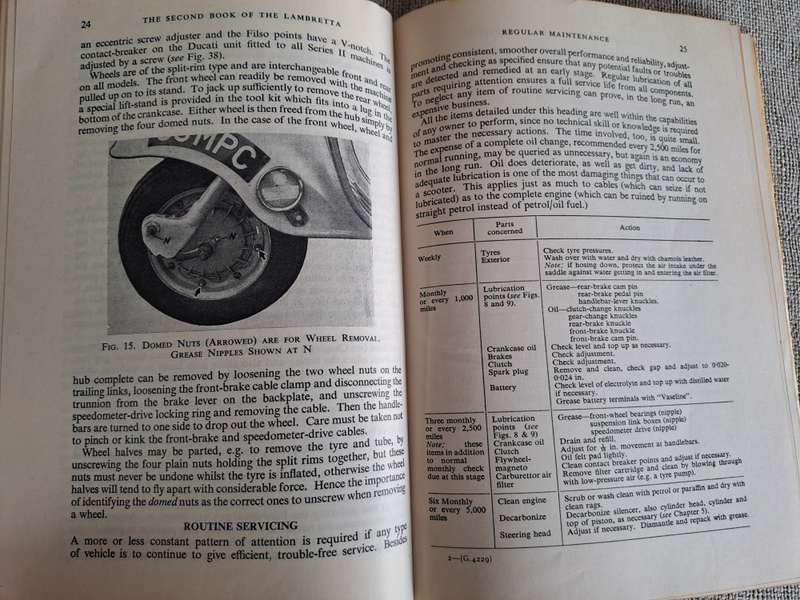 24 THE SECOND BOOK OF THE LAMBRETTA
an eccentric screw adjuster and the Filso points have a V-notch. The
contact-breaker on the Ducati unit fitted to all Series II machines is
adjusted by a screw (see Fig. 38).
Wheels are of the split-rim type and are interchangeable front and rear
on all models. The front wheel can readily be removed with the machine
pulled up on to its stand. To jack up sufficiently to remove the rear wheel
a special lift-stand is provided in the tool kit which fits into a lug in the
bottom of the crankcase. Either wheel is then freed from the hub simply by
removing the four domed nuts. In the case of the front wheel, wheel and
MPC
N
N
FIG. 15. DOMED NUTS (ARROWED) ARE FOR WHEEL REMOVAL,
GREASE NIPPLES SHOWN AT N
hub complete can be removed by loosening the two wheel nuts on the
trailing links, loosening the front-brake cable clamp and disconnecting the
trunnion from the brake lever on the backplate, and unscrewing the
speedometer-drive locking ring and removing the cable. Then the handle-
bars are turned to one side to drop out the wheel. Care must be taken not
to pinch or kink the front-brake and speedometer-drive cables.
Wheel halves may be parted, e.g. to remove the tyre and tube, by
unscrewing the four plain nuts holding the split rims together, but these
nuts must never be undone whilst the tyre is inflated, otherwise the wheel
halves will tend to fly apart with considerable force. Hence the importance
of identifying the domed nuts as the correct ones to unscrew when removing
a wheel.
ROUTINE SERVICING
A more or less constant pattern of attention is required if any type
of vehicle is to continue to give efficient, trouble-free service. Besides
REGULAR MAINTENANCE 25
promoting consistent, smoother overall performance and reliability, adjust-
ment and checking as specified ensure that any potential faults or troubles
are detected and remedied at an early stage. Regular lubrication of all
parts requiring attention ensures a full service life from all components.
To neglect any item of routine servicing can prove, in the long run, an
expensive business.
All the items detailed under this heading are well within the capabilities
of any owner to perform, since no technical skill or knowledge is required
to master the necessary actions. The time involved, too, is quite small.
The expense of a complete oil change, recommended every 2,500 miles for
normal running, may be queried as unnecessary, but again is an economy
in the long run. Oil does deteriorate, as well as get dirty, and lack of
adequate lubrication is one of the most damaging things that can occur to
a scooter. This applies just as much to cables (which can seize if not
lubricated) as to the complete engine (which can be ruined by running on
straight petrol instead of petrol/oil fuel.)
When Parts concerned Action
Weekly Tyres Check tyre pressures.
Exterior Wash over with water and dry with chamois leather.
Note: if hosing down, protect the air intake under the
saddle against water getting in and entering the air filter.
Monthly Lubrication Grease—rear-brake cam pin
or every 1,000 points (see Figs. rear-brake pedal pin
miles 8 and 9). handlebar-lever knuckles.
Oil—clutch-change knuckles
gear-change knuckles
rear-brake knuckle
front-brake knuckle
front-brake cam pin.
Crankcase oil Check level and top up as necessary.
Brakes Check adjustment.
Clutch Check adjustment.
Spark plug Remove and clean, check gap and adjust to 0·020-
0·024 in.
Battery Check level of electrolyte and top up with distilled water
if necessary.
Grease battery terminals with "Vaseline".
Three monthly Lubrication Grease—front-wheel bearings (nipple)
or every 2,500 points (see suspension link boxes (nipple)
miles Figs. 8 & 9) speedometer drive (nipple)
Note: these Crankcase oil Drain and refill.
items in addition Clutch Adjust for in. movement at handlebars.
to normal Flywheel- Oil felt pad lightly.
monthly check magneto Clean contact breaker points and adjust if necessary.
due at this stage Carburettor air Remove filter cartridge and clean by blowing through
filter with low-pressure air (e.g. a tyre pump).
Six Monthly Clean engine Scrub or wash clean with petrol or paraffin and dry with
or every 5,000 clean rags.
miles Decarbonize Decarbonize silencer, also cylinder head, cylinder and
top of piston, as necessary (see Chapter 5).
Steering head Adjust if necessary. Dismantle and repack with grease.
2—(G.4229)